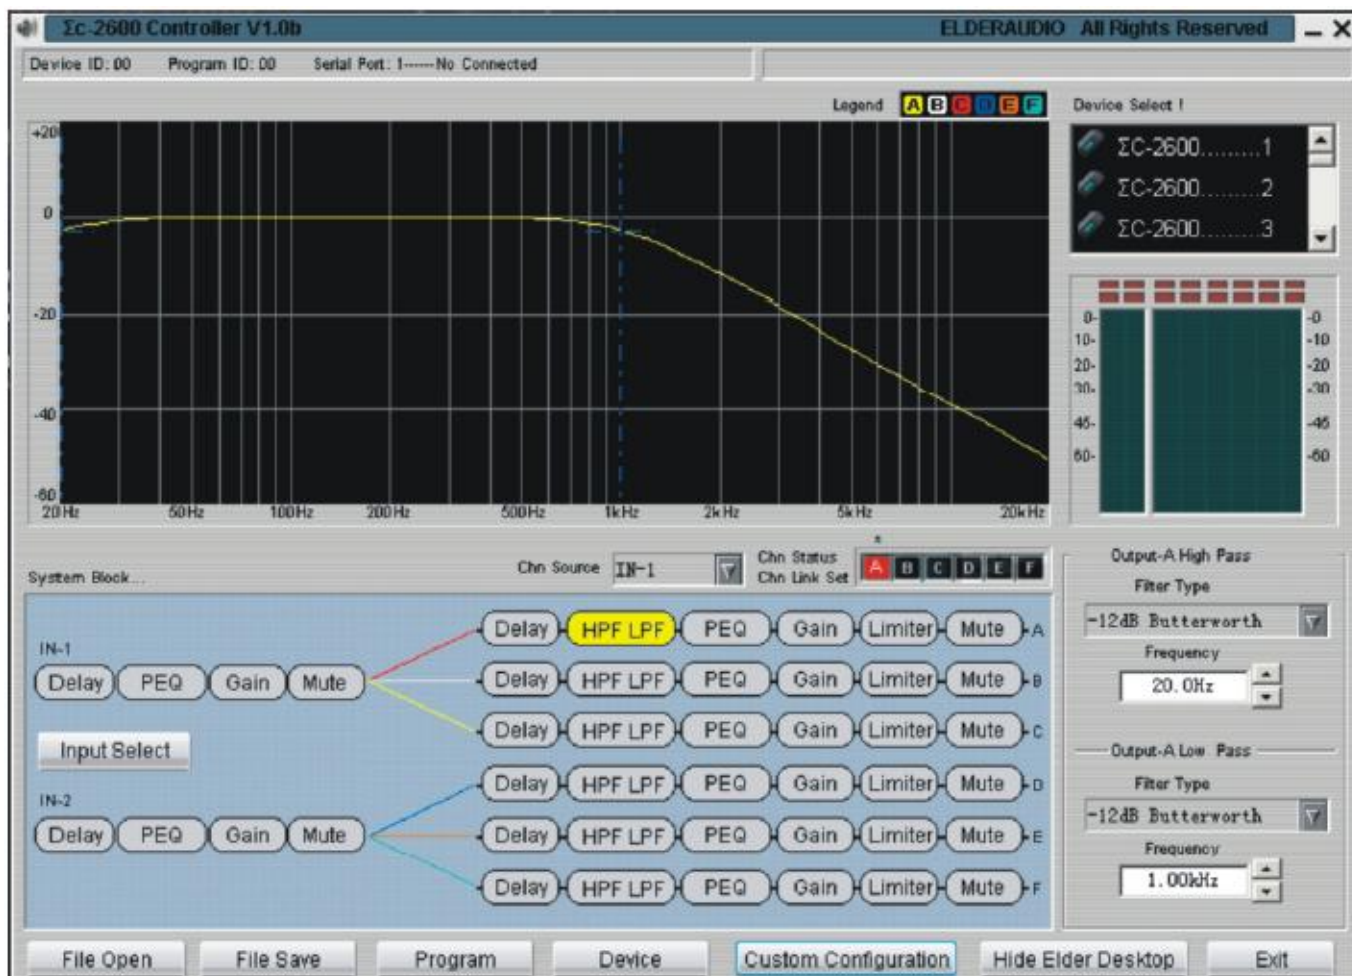 Σc-2600 Controller V1.0b ELDERAUDIO All Rights Reserved
Device ID: 00 Program ID: 00 Serial Port: 1-----No Connected
Legend A B C D E F Device Select !
ΣC-2600.........1
ΣC-2600.........2
ΣC-2600.........3
+20
0
-20
-40
-60
20Hz 50Hz 100Hz 200Hz 500Hz 1kHz 2kHz 5kHz 20kHz
0- -0
10- -10
20- -20
30- -30
45- -45
60- -60
System Block... Chn Source IN-1 Chn Status
Chn Link Set A B C D E F
IN-1
Delay PEQ Gain Mute
Input Select
IN-2
Delay PEQ Gain Mute
Delay HPF LPF PEQ Gain Limiter Mute A
Delay HPF LPF PEQ Gain Limiter Mute B
Delay HPF LPF PEQ Gain Limiter Mute C
Delay HPF LPF PEQ Gain Limiter Mute D
Delay HPF LPF PEQ Gain Limiter Mute E
Delay HPF LPF PEQ Gain Limiter Mute F
Output-A High Pass
Filter Type
-12dB Butterworth
Frequency
20.0Hz
Output-A Low Pass
Filter Type
-12dB Butterworth
Frequency
1.00kHz
File Open File Save Program Device Custom Configuration Hide Elder Desktop Exit